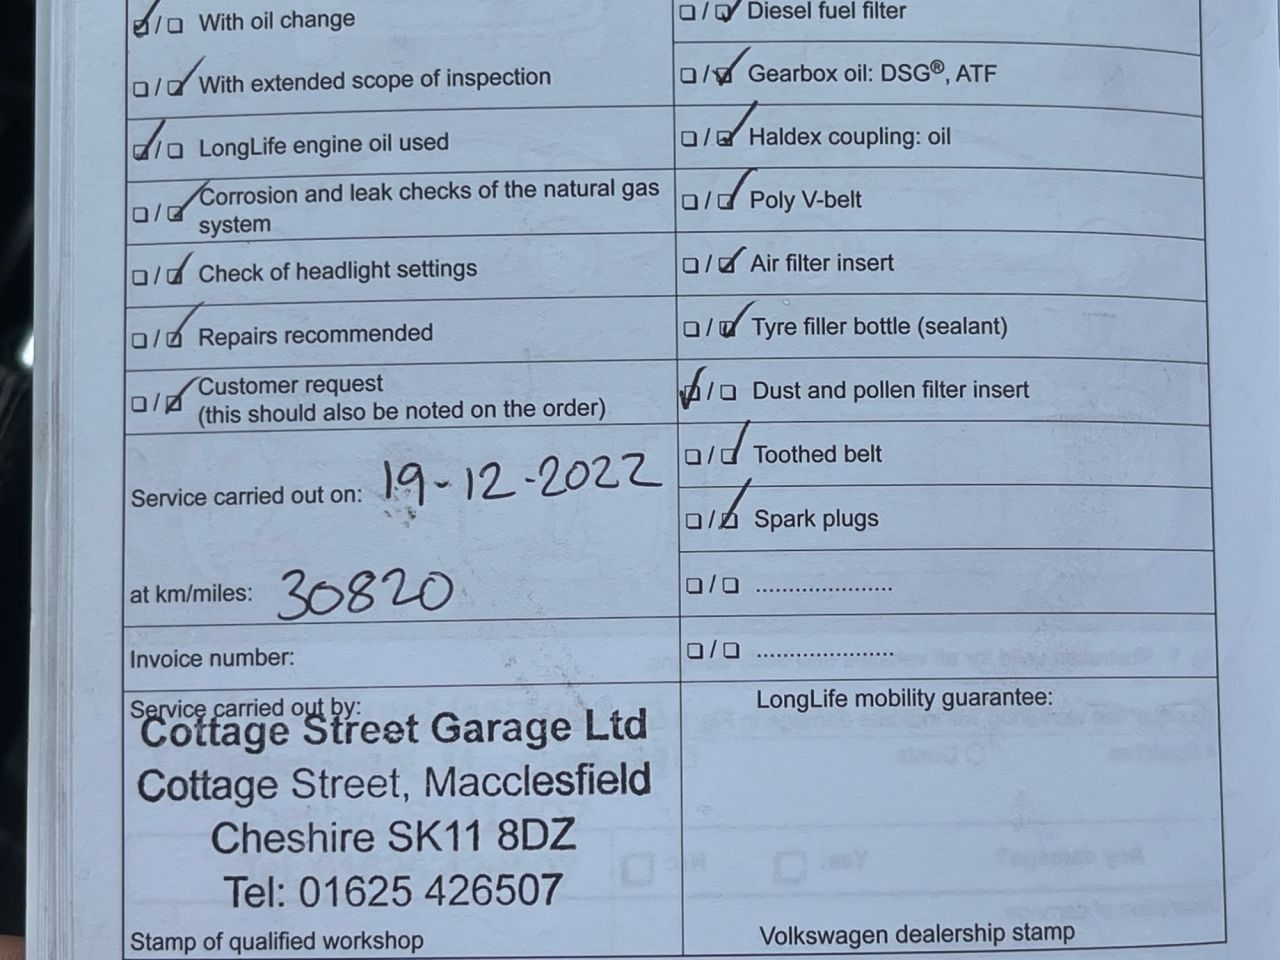 With oil change
With extended scope of inspection
LongLife engine oil used
Corrosion and leak checks of the natural gas
system
Check of headlight settings
Repairs recommended
Customer request
(this should also be noted on the order)
Service carried out on: 19-12-2022
at km/miles: 30820
Invoice number:
Service carried out by:
Cottage Street Garage Ltd
Cottage Street, Macclesfield
Cheshire SK11 8DZ
Tel: 01625 426507
Stamp of qualified workshop
Diesel fuel filter
Gearbox oil: DSG®, ATF
Haldex coupling: oil
Poly V-belt
Air filter insert
Tyre filler bottle (sealant)
Dust and pollen filter insert
Toothed belt
Spark plugs
LongLife mobility guarantee:
Volkswagen dealership stamp